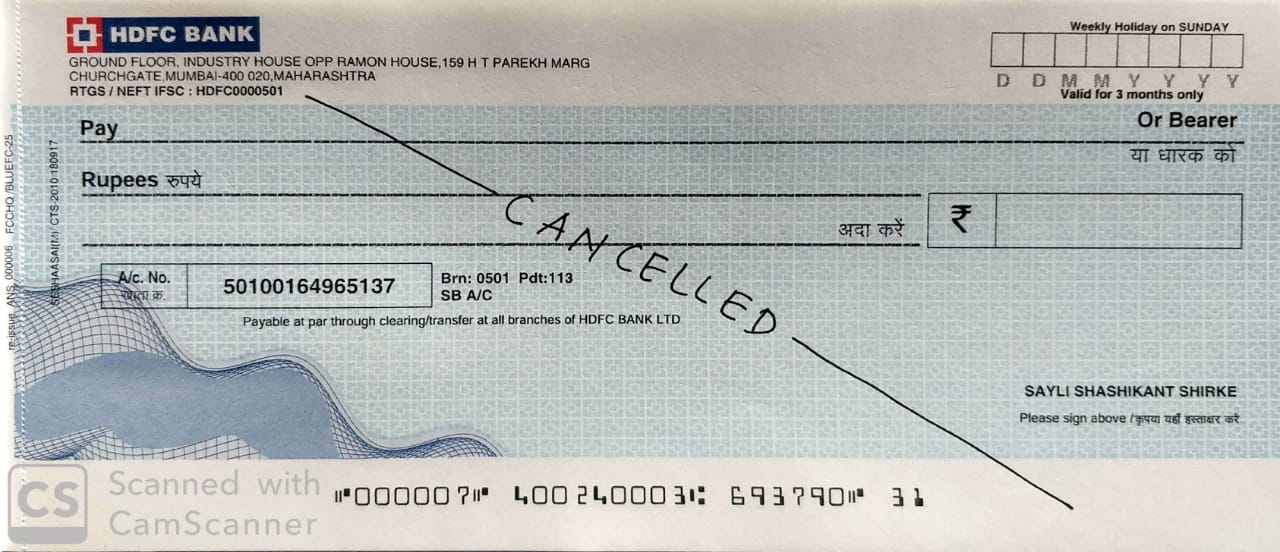 HDFC BANK
GROUND FLOOR, INDUSTRY HOUSE OPP RAMON HOUSE,159 H T PAREKH MARG
CHURCHGATE,MUMBAI-400 020,MAHARASHTRA
RTGS / NEFT IFSC : HDFC0000501
Weekly Holiday on SUNDAY
D D M M Y Y Y Y
Valid for 3 months only
Pay
Or Bearer
या धारक को
Rupees रुपये
अदा करें
₹
CANCELLED
A/c. No.
खाता क्र.
50100164965137
Brn: 0501 Pdt:113
SB A/C
Payable at par through clearing/transfer at all branches of HDFC BANK LTD
SAYLI SHASHIKANT SHIRKE
Please sign above /कृपया यहाँ हस्ताक्षर करें
re-issue ANS 000006 FCCHQ /BLUEFC-25
SESHAASAI(M)/ CTS-2010-180917
⑈000007⑈ 400240003⑆ 693790⑈ 31
CS
Scanned with
CamScanner